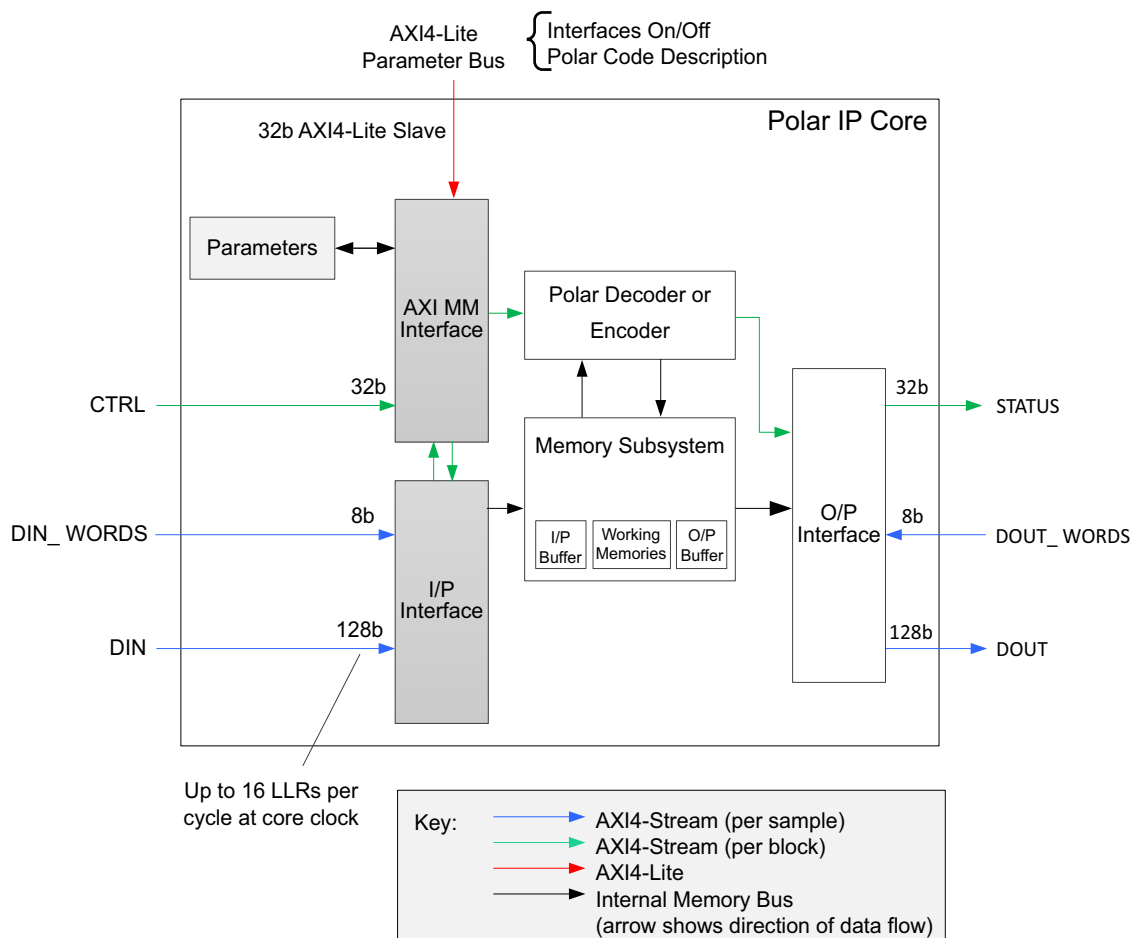 AXI4-Lite
Parameter Bus
Interfaces On/Off
Polar Code Description
Polar IP Core
32b AXI4-Lite Slave
Parameters
AXI MM
Interface
Polar Decoder or
Encoder
CTRL
32b
32b
STATUS
Memory Subsystem
DIN_ WORDS
8b
I/P
Buffer
Working
Memories
O/P
Buffer
O/P
Interface
8b
DOUT_ WORDS
I/P
Interface
DIN
128b
128b
DOUT
Up to 16 LLRs per
cycle at core clock
Key:
AXI4-Stream (per sample)
AXI4-Stream (per block)
AXI4-Lite
Internal Memory Bus
(arrow shows direction of data flow)